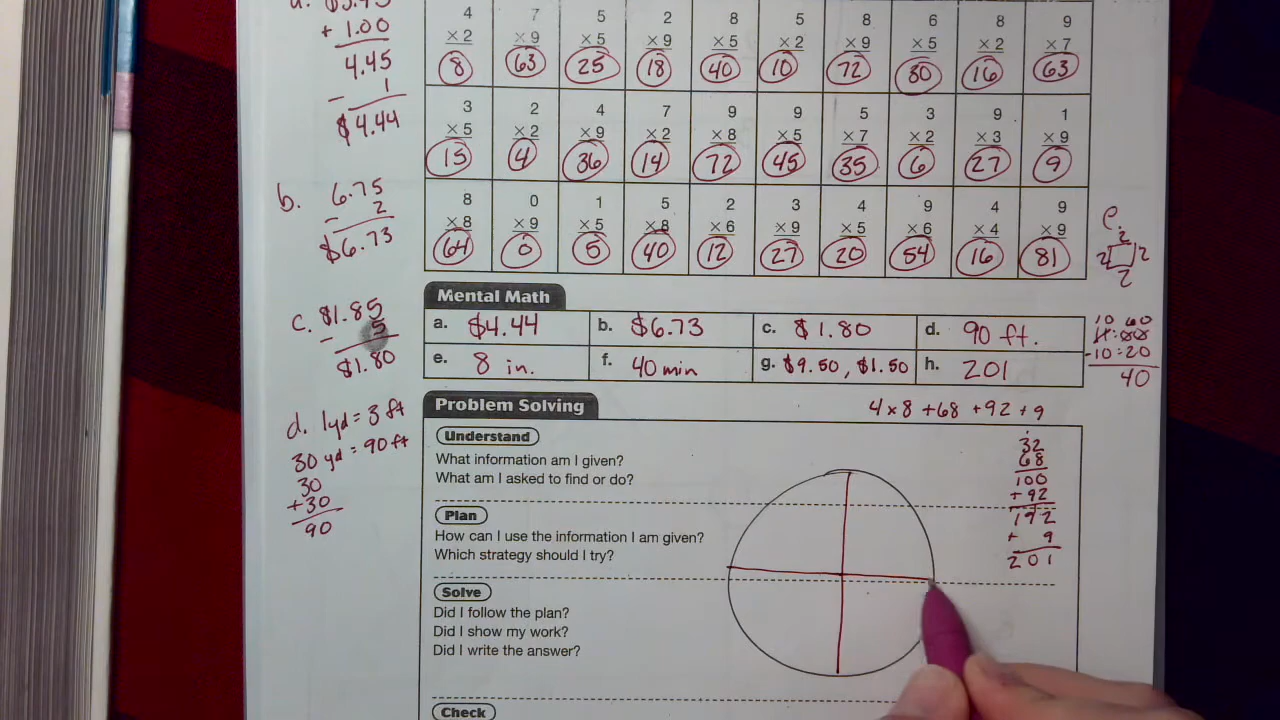 a. $3.45
+ 1.00
4.45
- 1
$4.44
4 7 5 2 8 5 8 6 8 9
×2 ×9 ×5 ×9 ×5 ×2 ×9 ×5 ×2 ×7
8 63 25 18 40 10 72 30 16 63
3 2 4 7 9 9 5 3 9 1
×5 ×2 ×9 ×2 ×8 ×5 ×7 ×2 ×3 ×9
15 4 36 14 72 45 35 6 27 9
8 0 1 5 2 3 4 9 4 9
×8 ×9 ×5 ×8 ×6 ×9 ×5 ×6 ×4 ×9
64 0 5 40 12 27 20 54 16 81
b. 6.75
- 2
$6.73
c. $1.85
- 5
$1.80
d. 1yd = 3 ft
30 yd = 90 ft
30
+30
90
e.
2
2 2
2
Mental Math
a. $4.44 b. $6.73 c. $1.80 d. 90 ft.
e. 8 in. f. 40 min g. $9.50, $1.50 h. 201
10 60
-10:20
40
Problem Solving
4 × 8 + 68 + 92 + 9
Understand
What information am I given?
What am I asked to find or do?
Plan
How can I use the information I am given?
Which strategy should I try?
Solve
Did I follow the plan?
Did I show my work?
Did I write the answer?
Check
32
68
100
+ 92
192
+ 9
201